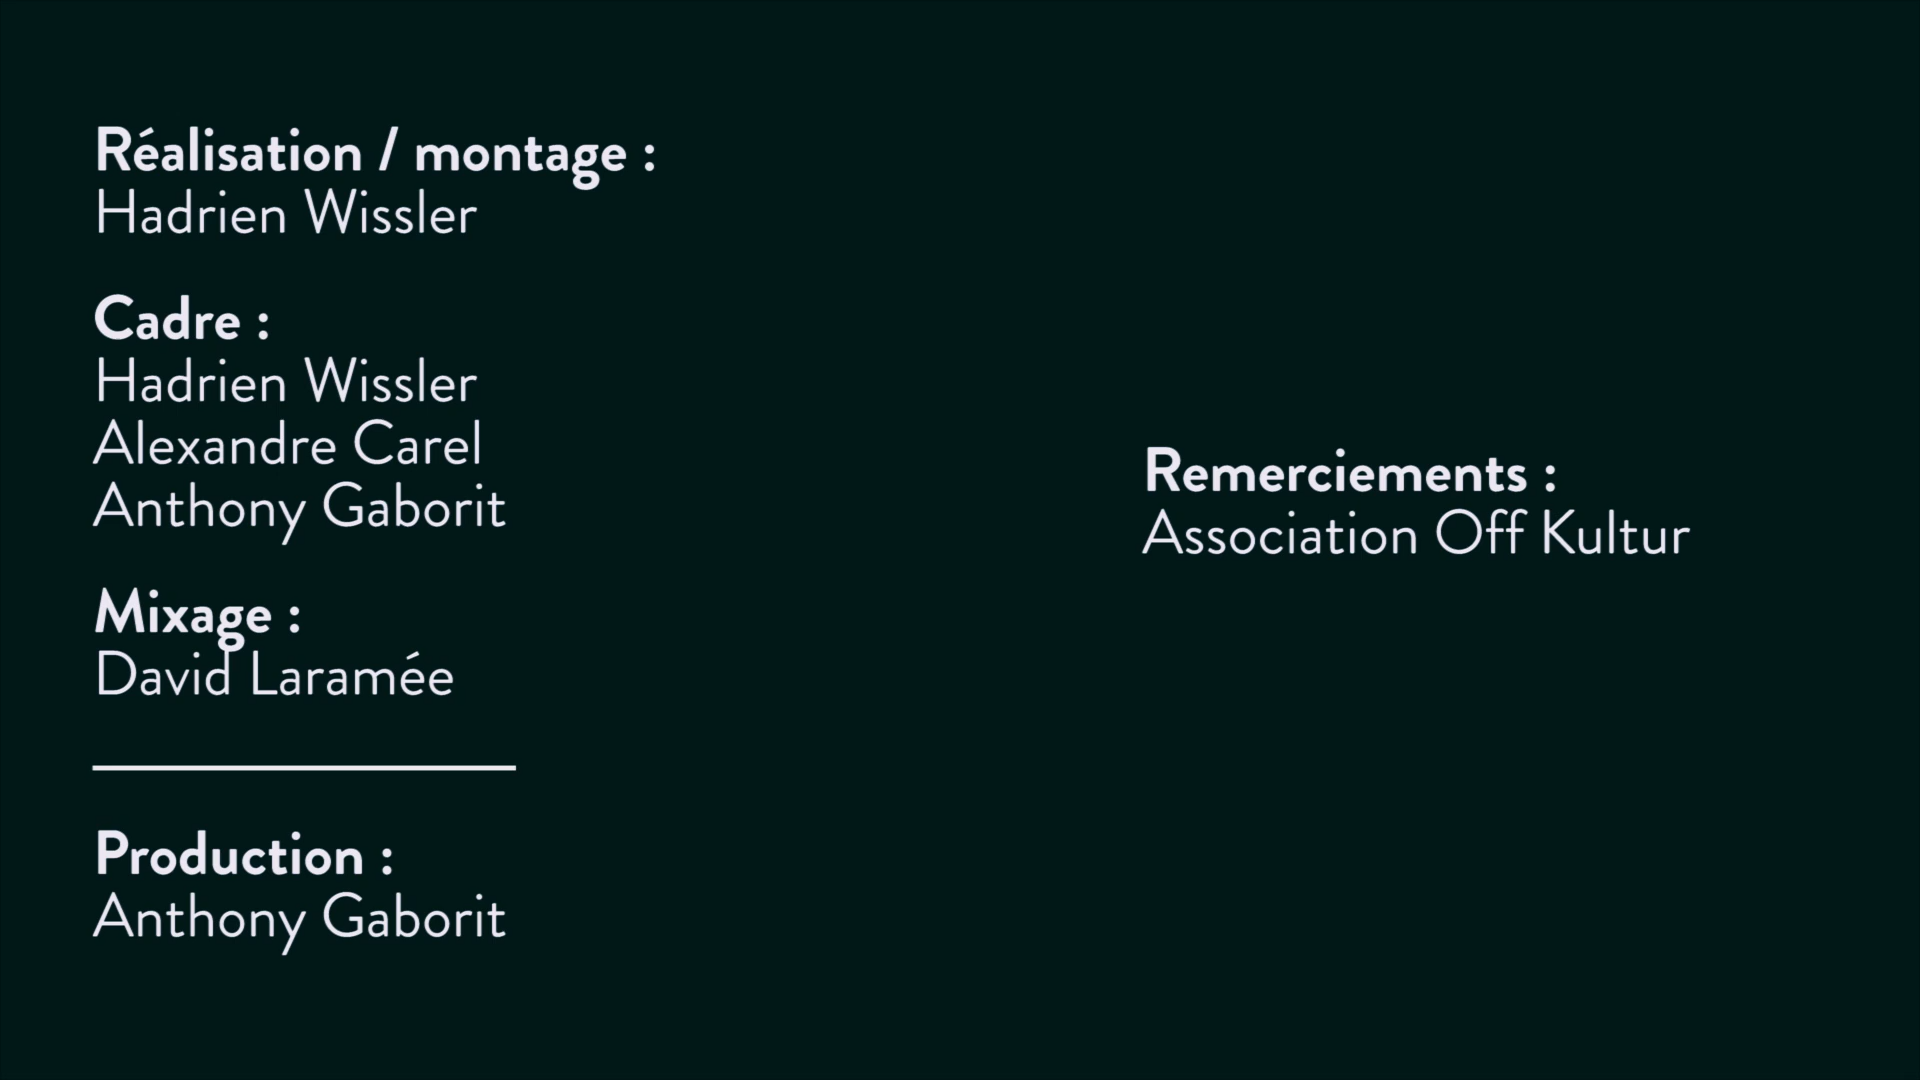 Réalisation / montage :
Hadrien Wissler
Cadre :
Hadrien Wissler
Alexandre Carel
Anthony Gaborit
Mixage :
David Laramée
Production :
Anthony Gaborit
Remerciements :
Association Off Kultur